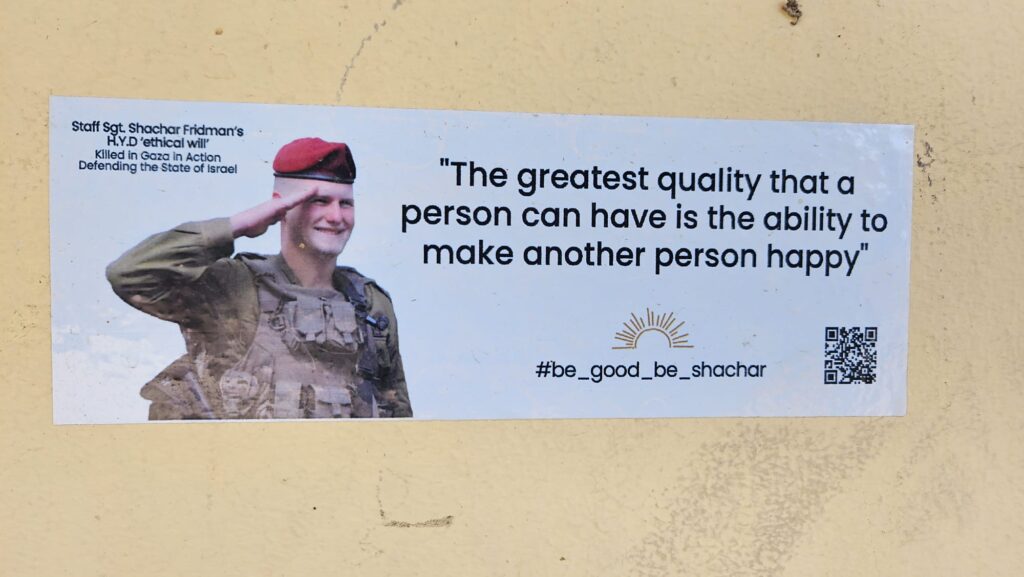 Staff Sgt. Shachar Fridman's
H.Y.D 'ethical will'
Killed in Gaza in Action
Defending the State of Israel
"The greatest quality that a
person can have is the ability to
make another person happy"
#be_good_be_shachar